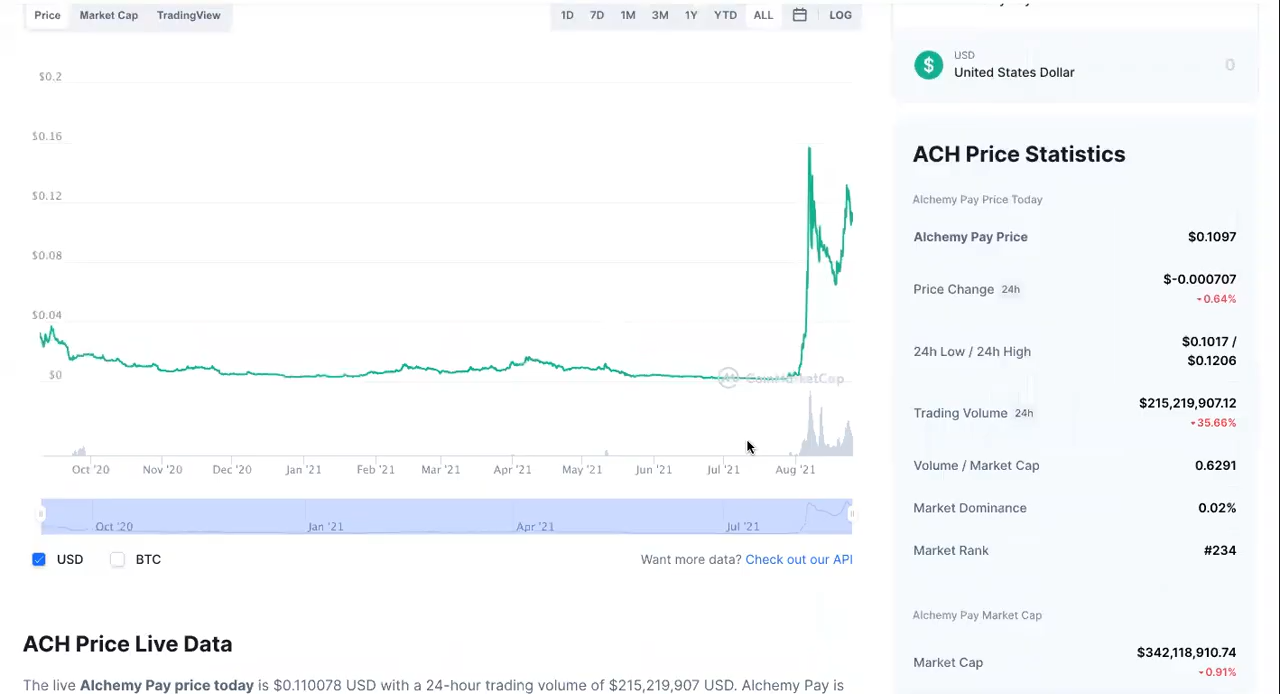 Price Market Cap TradingView
1D 7D 1M 3M 1Y YTD ALL LOG
$0.2
$0.16
$0.12
$0.08
$0.04
$0
CoinMarketCap
Oct '20 Nov '20 Dec '20 Jan '21 Feb '21 Mar '21 Apr '21 May '21 Jun '21 Jul '21 Aug '21
Oct '20 Jan '21 Apr '21 Jul '21
USD BTC Want more data? Check out our API
ACH Price Live Data
The live Alchemy Pay price today is $0.110078 USD with a 24-hour trading volume of $215,219,907 USD. Alchemy Pay is
$
USD
United States Dollar
0
ACH Price Statistics
Alchemy Pay Price Today
Alchemy Pay Price $0.1097
Price Change 24h $-0.000707
0.64%
24h Low / 24h High $0.1017 /
$0.1206
Trading Volume 24h $215,219,907.12
35.66%
Volume / Market Cap 0.6291
Market Dominance 0.02%
Market Rank #234
Alchemy Pay Market Cap
Market Cap $342,118,910.74
0.91%